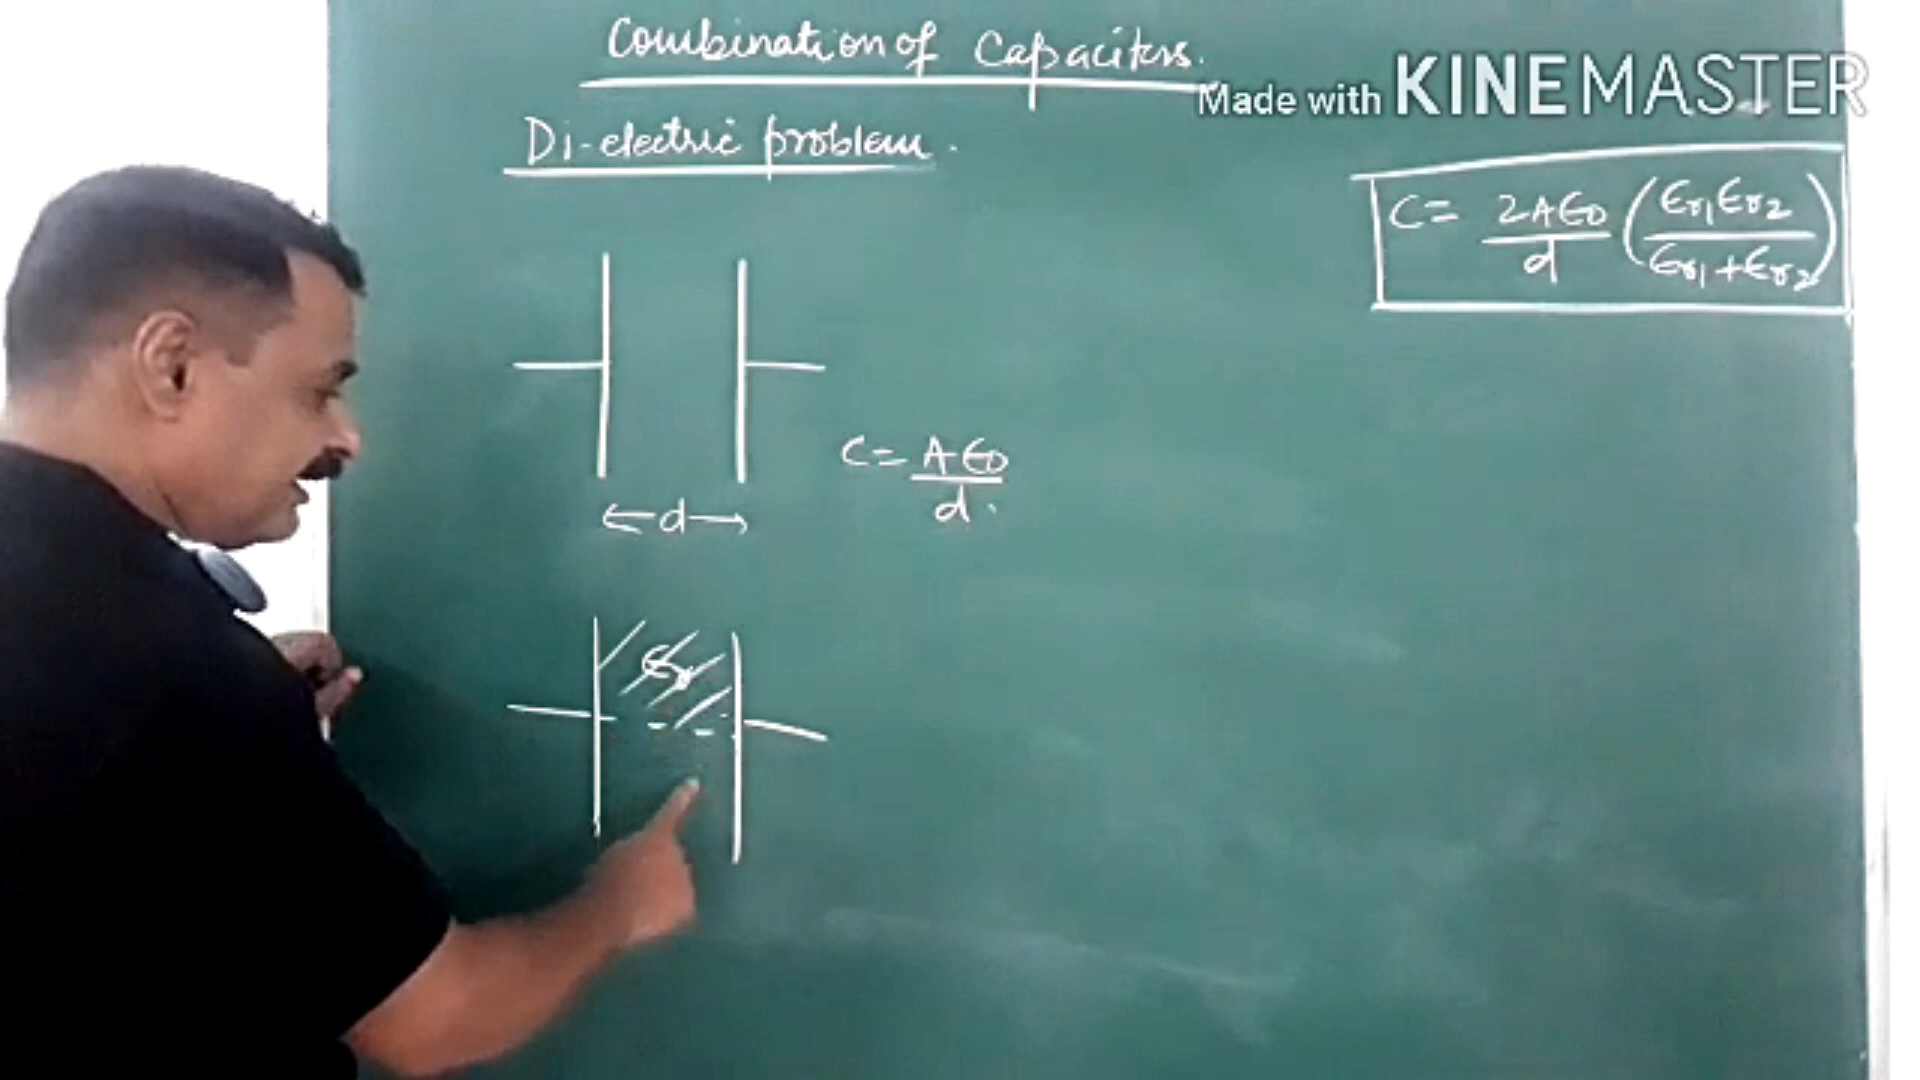 Combination of Capacitors.
Made with KINEMASTER
Di-electric problem.
C = 2Aϵ0/d (ϵr1ϵr2/ϵr1+ϵr2)
C = Aϵ0/d.
←d→
ϵr